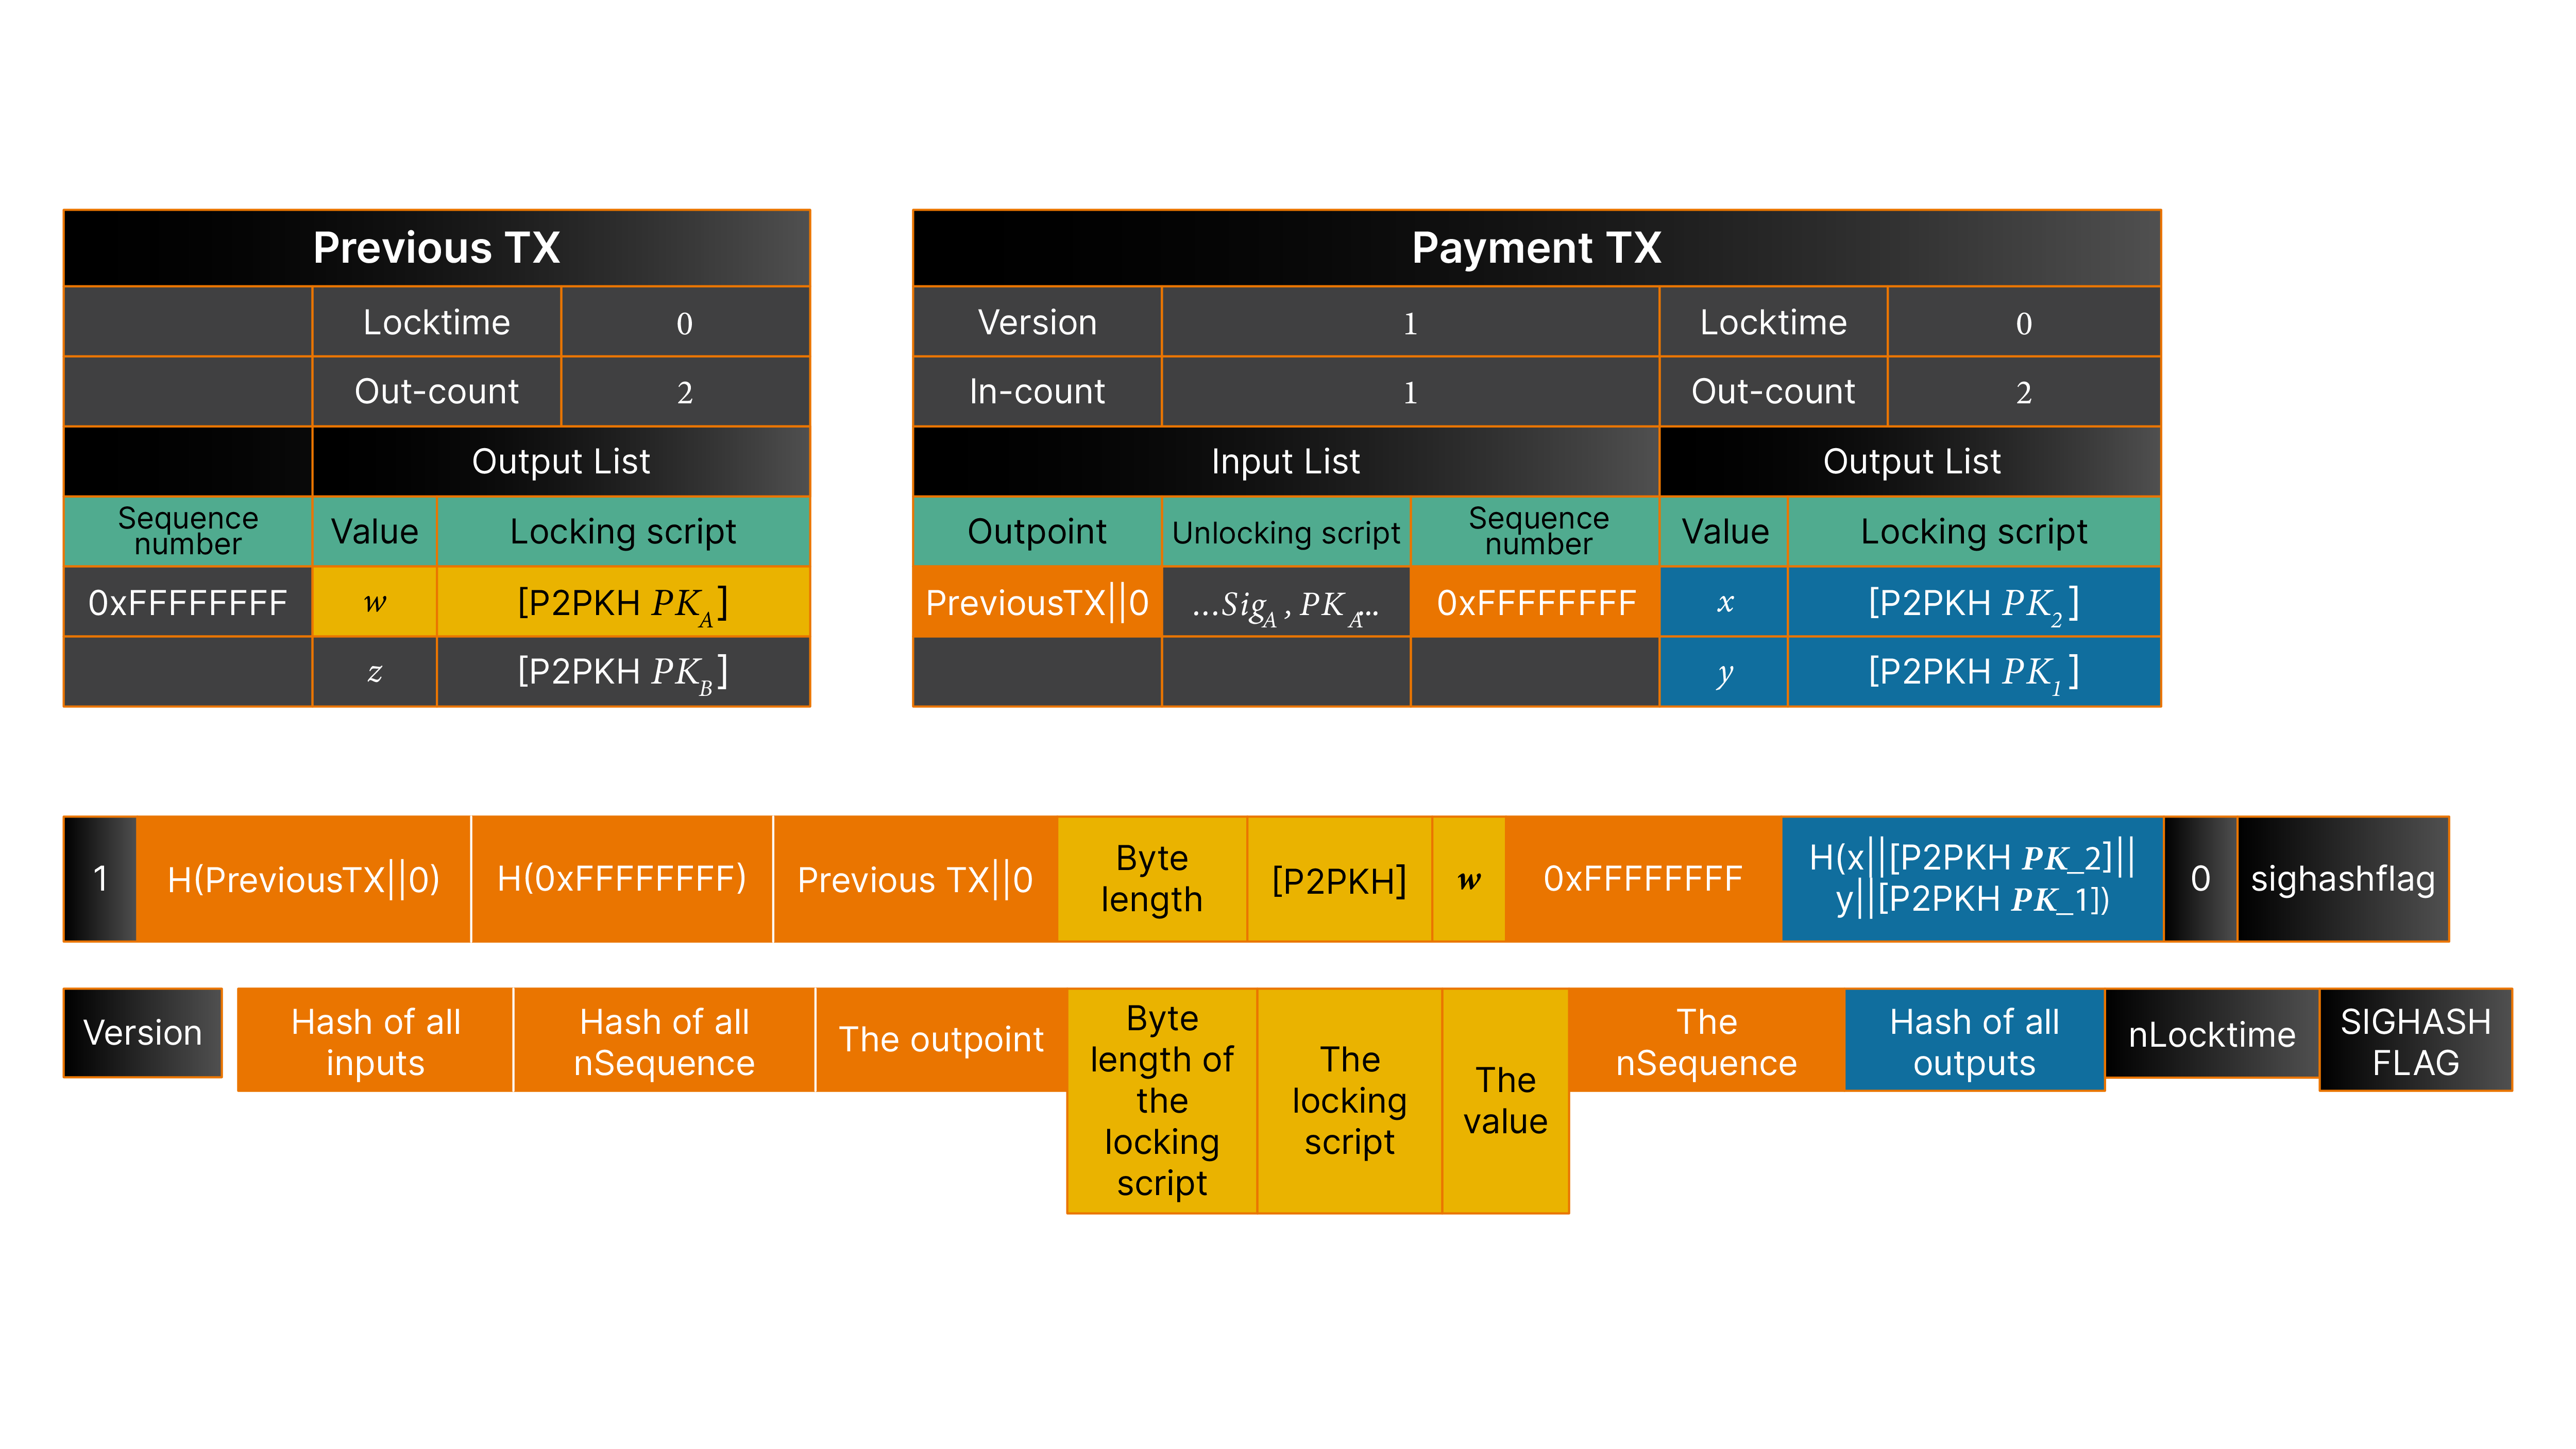 Previous TX
Locktime 0
Out-count 2
Output List
Sequence number Value Locking script
0xFFFFFFFF w [P2PKH PK_A]
z [P2PKH PK_B]
Payment TX
Version 1 Locktime 0
In-count 1 Out-count 2
Input List Output List
Outpoint Unlocking script Sequence number Value Locking script
PreviousTX||0 ...Sig_A, PK_A... 0xFFFFFFFF x [P2PKH PK_2]
y [P2PKH PK_1]
1
H(PreviousTX||0)
H(0xFFFFFFFF)
Previous TX||0
Byte
length
[P2PKH]
w
0xFFFFFFFF
H(x||[P2PKH PK_2]||
y||[P2PKH PK_1])
0
sighashflag
Version
Hash of all
inputs
Hash of all
nSequence
The outpoint
Byte
length of
the
locking
script
The
locking
script
The
value
The
nSequence
Hash of all
outputs
nLocktime
SIGHASH
FLAG